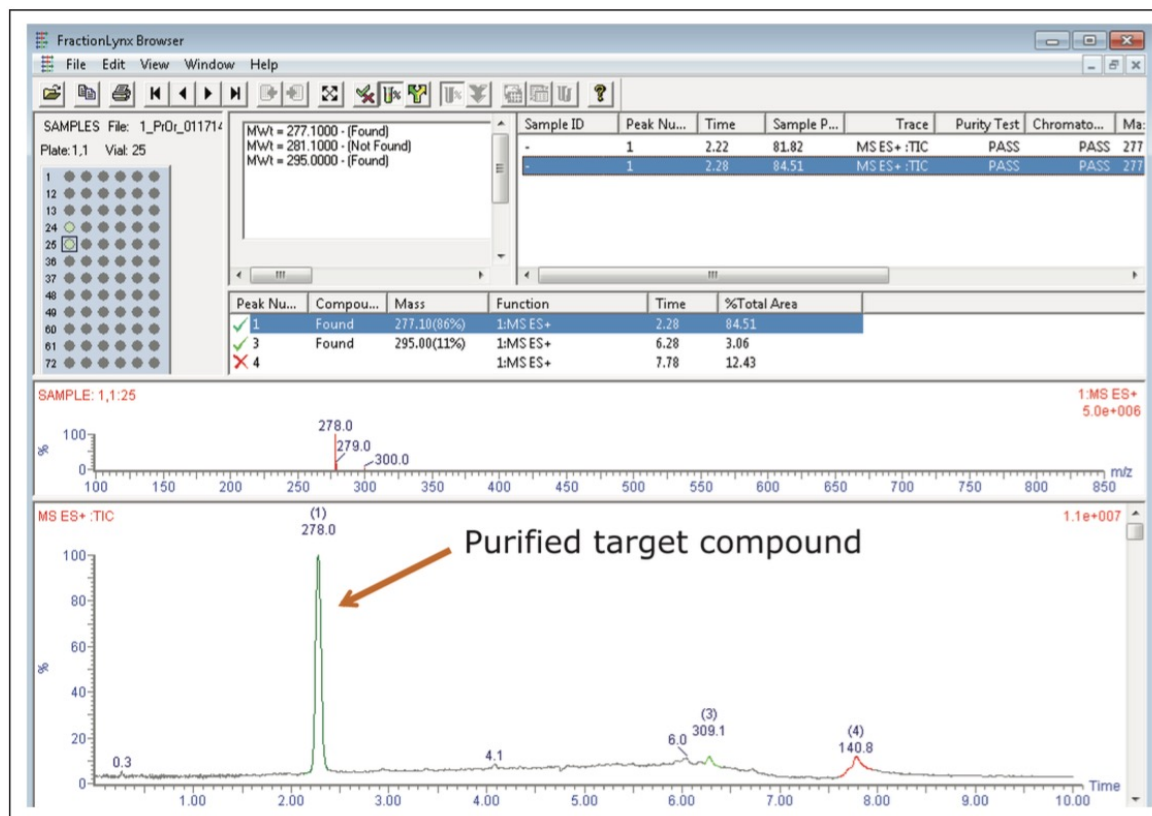 FractionLynx Browser
File Edit View Window Help
SAMPLES File: 1_Pr0r_011714
Plate:1,1 Vial: 25
1
12
13
24
25
36
37
48
49
60
61
72
MWt = 277.1000 - (Found)
MWt = 281.1000 - (Not Found)
MWt = 295.0000 - (Found)
Sample ID Peak Nu... Time Sample P... Trace Purity Test Chromato... Ma:
- 1 2.22 81.82 MS ES+ :TIC PASS PASS 277
- 1 2.28 84.51 MS ES+ :TIC PASS PASS 277
Peak Nu... Compou... Mass Function Time %Total Area
1 Found 277.10(86%) 1:MS ES+ 2.28 84.51
3 Found 295.00(11%) 1:MS ES+ 6.28 3.06
4 1:MS ES+ 7.78 12.43
SAMPLE: 1,1:25 1:MS ES+
5.0e+006
278.0
279.0
300.0
100
%
0
100 150 200 250 300 350 400 450 500 550 600 650 700 750 800 850 m/z
MS ES+ :TIC 1.1e+007
(1)
278.0
Purified target compound
100
80
60
%
40
20
0
0.3
4.1
6.0
(3)
309.1
(4)
140.8
1.00 2.00 3.00 4.00 5.00 6.00 7.00 8.00 9.00 10.00 Time